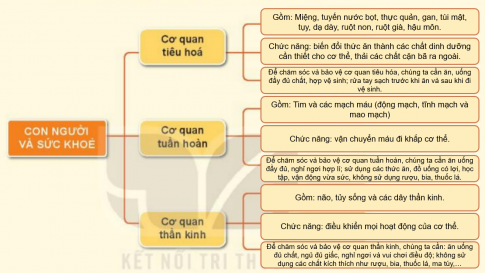 CON NGƯỜI
VÀ SỨC KHOẺ
Cơ quan
tiêu hoá
Gồm: Miệng, tuyến nước bọt, thực quản, gan, túi mật,
tụy, dạ dày, ruột non, ruột già, hậu môn.
Chức năng: biến đổi thức ăn thành các chất dinh dưỡng
cần thiết cho cơ thể, thải các chất cặn bã ra ngoài.
Để chăm sóc và bảo vệ cơ quan tiêu hóa, chúng ta cần ăn, uống
đầy đủ chất, hợp vệ sinh; rửa tay sạch trước khi ăn và sau khi đi
vệ sinh.
Cơ quan
tuần hoàn
Gồm: Tim và các mạch máu (động mạch, tĩnh mạch và
mao mạch)
Chức năng: vận chuyển máu đi khắp cơ thể.
Để chăm sóc và bảo vệ cơ quan tuần hoàn, chúng ta cần ăn uống
đầy đủ, nghỉ ngơi hợp lí; sử dụng các thức ăn, đồ uống có lợi, học
tập, vận động vừa sức, không sử dụng rượu, bia, thuốc lá.
Cơ quan
thần kinh
Gồm: não, tủy sống và các dây thần kinh.
Chức năng: điều khiển mọi hoạt động của cơ thể.
Để chăm sóc và bảo vệ cơ quan thần kinh, chúng ta cần: ăn uống
đủ chất, ngủ đủ giấc, nghỉ ngơi và vui chơi điều độ; không sử
dụng các chất kích thích như rượu, bia, thuốc lá, ma túy,...
KẾT NỐI TRI TH